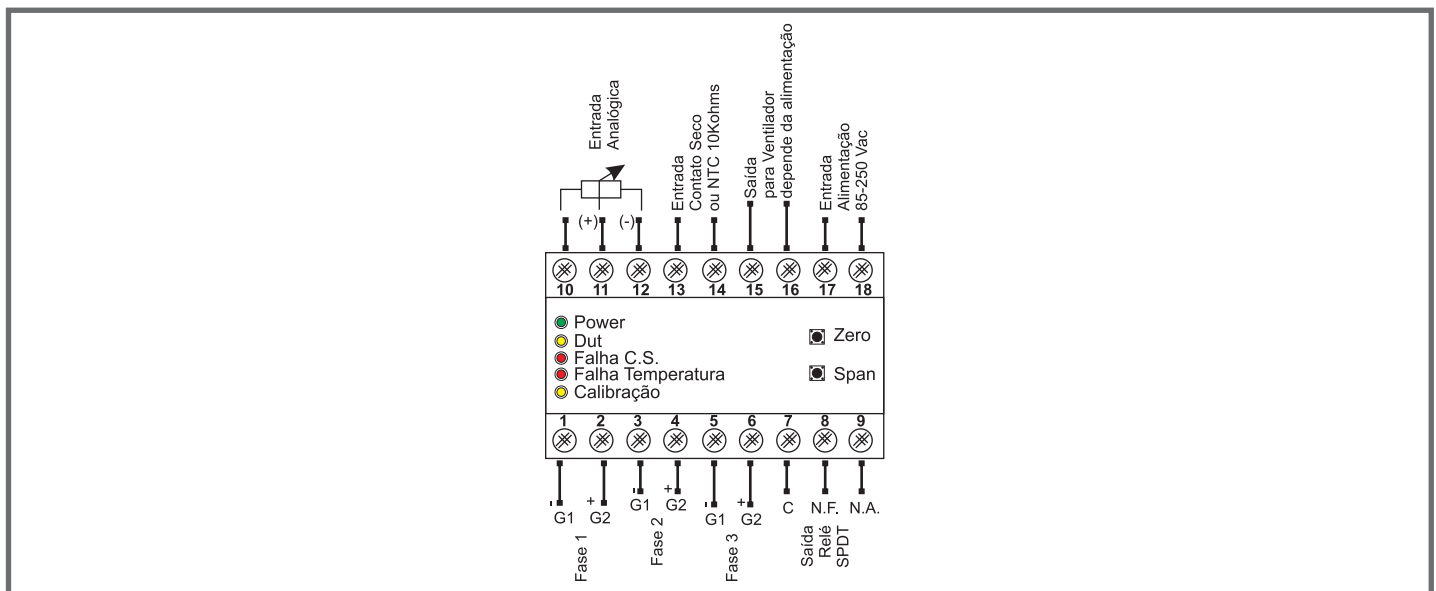 Entrada
Analógica
Entrada
Contato Seco
ou NTC 10Kohms
Saída
para Ventilador
depende da alimentação
Entrada
Alimentação
85-250 Vac
(+) (-)
10 11 12 13 14 15 16 17 18
Power
Dut
Falha C.S.
Falha Temperatura
Calibração
Zero
Span
1 2 3 4 5 6 7 8 9
- + - + - +
G1 G2 G1 G2 G1 G2 C N.F. N.A.
Fase 1
Fase 2
Fase 3
Saída
Relé
SPDT